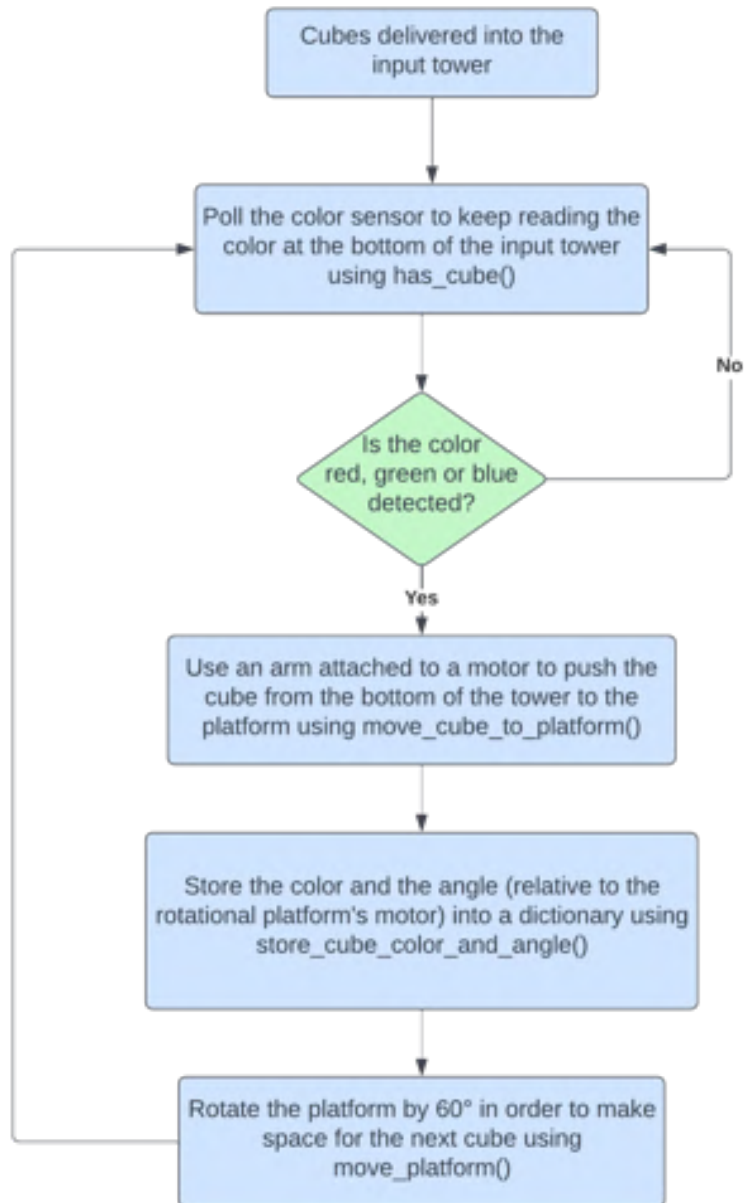 Cubes delivered into the
input tower
Poll the color sensor to keep reading the
color at the bottom of the input tower
using has_cube()
No
Is the color
red, green or blue
detected?
Yes
Use an arm attached to a motor to push the
cube from the bottom of the tower to the
platform using move_cube_to_platform()
Store the color and the angle (relative to the
rotational platform's motor) into a dictionary using
store_cube_color_and_angle()
Rotate the platform by 60° in order to make
space for the next cube using
move_platform()